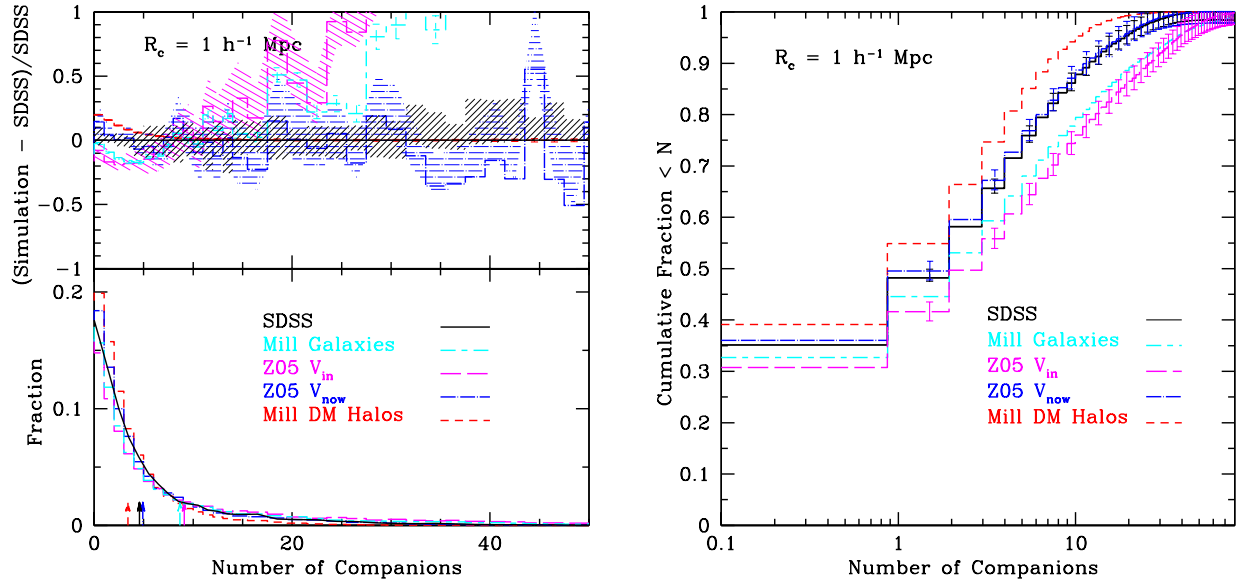 (Simulation − SDSS)/SDSS
1
0.5
0
−0.5
−1
R_c = 1 h⁻¹ Mpc
Fraction
0.2
0.1
0
SDSS
Mill Galaxies
Z05 V_in
Z05 V_now
Mill DM Halos
0
20
40
Number of Companions
Cumulative Fraction < N
1
0.9
0.8
0.7
0.6
0.5
0.4
0.3
0.2
0.1
0
R_c = 1 h⁻¹ Mpc
SDSS
Mill Galaxies
Z05 V_in
Z05 V_now
Mill DM Halos
0.1
1
10
Number of Companions